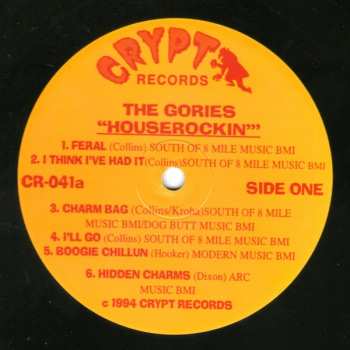 CRYPT
RECORDS
THE GORIES
"HOUSEROCKIN'"
1. FERAL (Collins) SOUTH OF 8 MILE MUSIC BMI
2. I THINK I'VE HAD IT(Collins)SOUTH OF 8 MILE MUSIC BMI
CR-041a
SIDE ONE
3. CHARM BAG (Collins/Kroha)SOUTH OF 8 MILE
MUSIC BMI/DOG BUTT MUSIC BMI
4. I'LL GO (Collins) SOUTH OF 8 MILE MUSIC BMI
5. BOOGIE CHILLUN (Hooker) MODERN MUSIC BMI
6. HIDDEN CHARMS (Dixon) ARC
MUSIC BMI
c 1994 CRYPT RECORDS